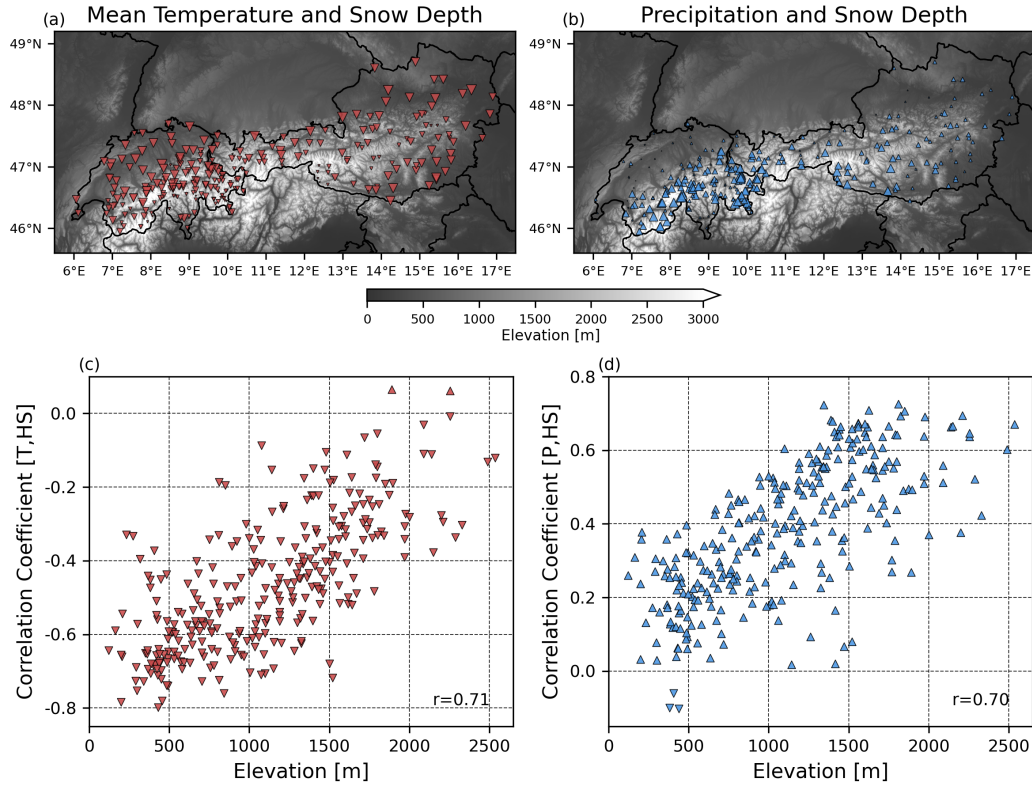 (a) Mean Temperature and Snow Depth
(b) Precipitation and Snow Depth
49°N
48°N
47°N
46°N
6°E 7°E 8°E 9°E 10°E 11°E 12°E 13°E 14°E 15°E 16°E 17°E
49°N
48°N
47°N
46°N
6°E 7°E 8°E 9°E 10°E 11°E 12°E 13°E 14°E 15°E 16°E 17°E
0 500 1000 1500 2000 2500 3000
Elevation [m]
(c)
Correlation Coefficient [T,HS]
0.0
-0.2
-0.4
-0.6
-0.8
r=0.71
0 500 1000 1500 2000 2500
Elevation [m]
(d)
Correlation Coefficient [P,HS]
0.8
0.6
0.4
0.2
0.0
r=0.70
0 500 1000 1500 2000 2500
Elevation [m]